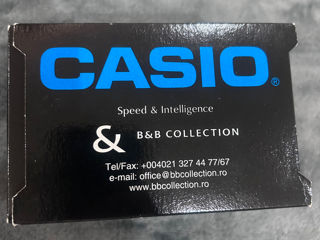 CASIO®
Speed & Intelligence
& B&B COLLECTION
Tel/Fax: +004021 327 44 77/67
e-mail: office@bbcollection.ro
www.bbcollection.ro